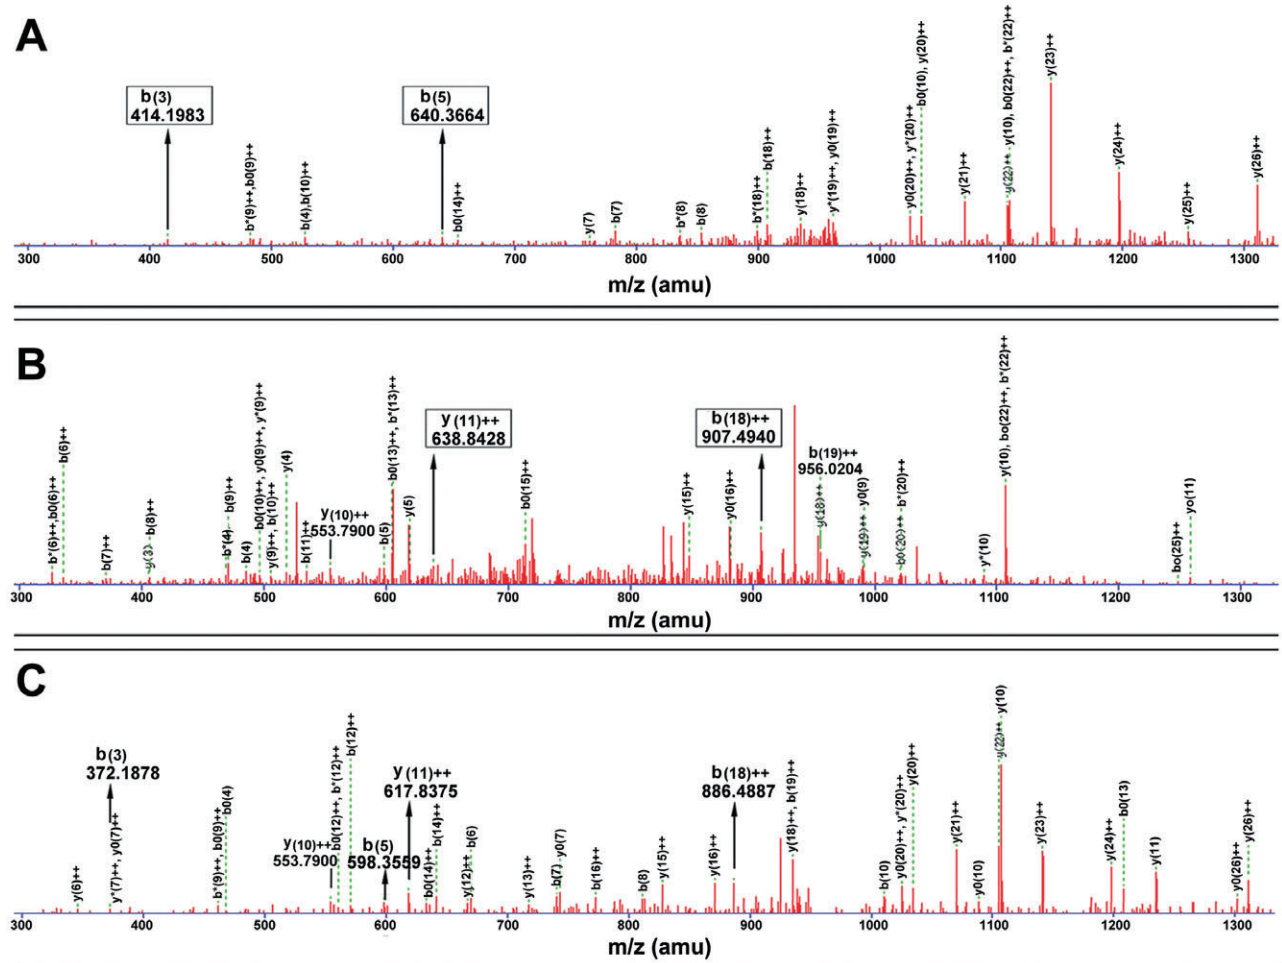 A
b(3)
414.1983
b*(9)++,b0(9)++
b(4),b(10)++
b(5)
640.3664
b0(14)++
y(7)
b(7)
b*(8)
b(8)
b*(18)++
b(18)++
y(18)++
y*(19)++, y0(19)++
y0(20)++, y*(20)++
b0(10), y(20)++
y(21)++
y(22)++
y(10), b0(22)++, b*(22)++
y(23)++
y(24)++
y(25)++
y(26)++
300 400 500 600 700 800 900 1000 1100 1200 1300
m/z (amu)
B
b*(6)++,b0(6)++
b(6)++
b(7)++
y(3)
b(8)++
b*(4)
b(9)++
b(4)
b0(10)++, y0(9)++, y*(9)++
y(9)++, b(10)++
y(4)
b(11)++
y(10)++
553.7900
b(5)
b0(13)++, b*(13)++
y(5)
y(11)++
638.8428
b0(15)++
y(15)++
y0(16)++
b(18)++
907.4940
b(19)++
956.0204
y(18)++
y(19)++
y0(9)
b0(20)++
b*(20)++
y*(10)
y(10), bo(22)++, b*(22)++
bo(25)++
yo(11)
300 400 500 600 700 800 900 1000 1100 1200 1300
m/z (amu)
C
y(6)++
b(3)
372.1878
y*(7)++, y0(7)++
b*(9)++, b0(9)++
b0(4)
y(10)++
553.7900
b0(12)++, b*(12)++
b(12)++
b(5)
598.3559
y(11)++
617.8375
b0(14)++
b(14)++
y(12)++
b(6)
y(13)++
b(7)
y0(7)
b(16)++
b(8)
y(15)++
y(16)++
b(18)++
886.4887
y(18)++, b(19)++
b(10)
y0(20)++, y*(20)++
y(20)++
y(21)++
y0(10)
y(22)++
y(10)
y(23)++
y(24)++
b0(13)
y(11)
y0(26)++
y(26)++
300 400 500 600 700 800 900 1000 1100 1200 1300
m/z (amu)